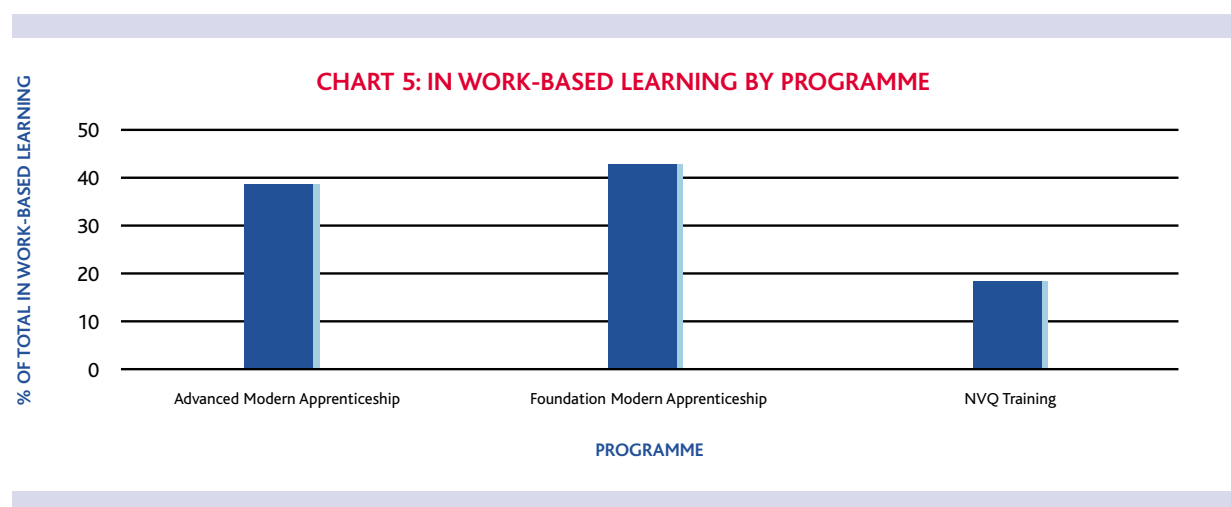 CHART 5: IN WORK-BASED LEARNING BY PROGRAMME
% OF TOTAL IN WORK-BASED LEARNING
50
40
30
20
10
0
Advanced Modern Apprenticeship
Foundation Modern Apprenticeship
NVQ Training
PROGRAMME